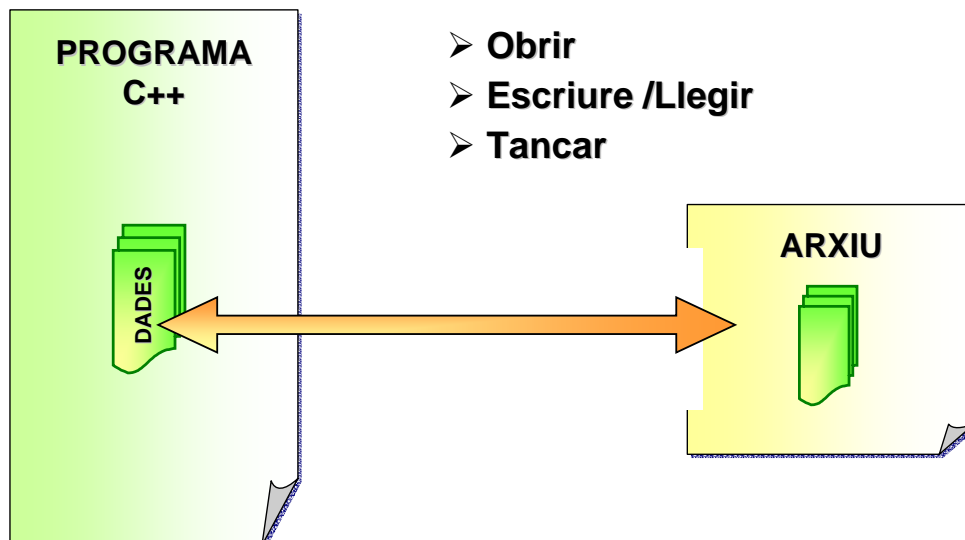 PROGRAMA
C++
➢ Obrir
➢ Escriure /Llegir
➢ Tancar
DADES
ARXIU